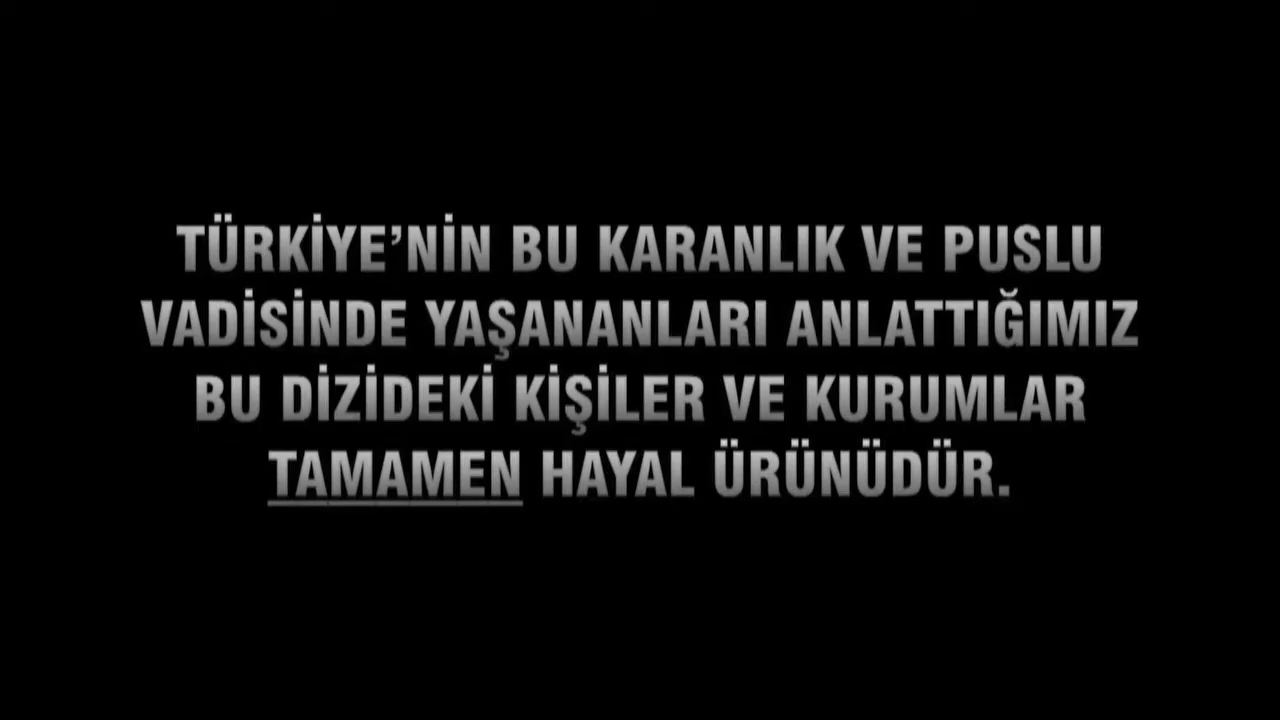 TÜRKİYE'NİN BU KARANLIK VE PUSLU
VADİSİNDE YAŞANANLARI ANLATTIĞIMIZ
BU DİZİDEKİ KİŞİLER VE KURUMLAR
TAMAMEN HAYAL ÜRÜNÜDÜR.